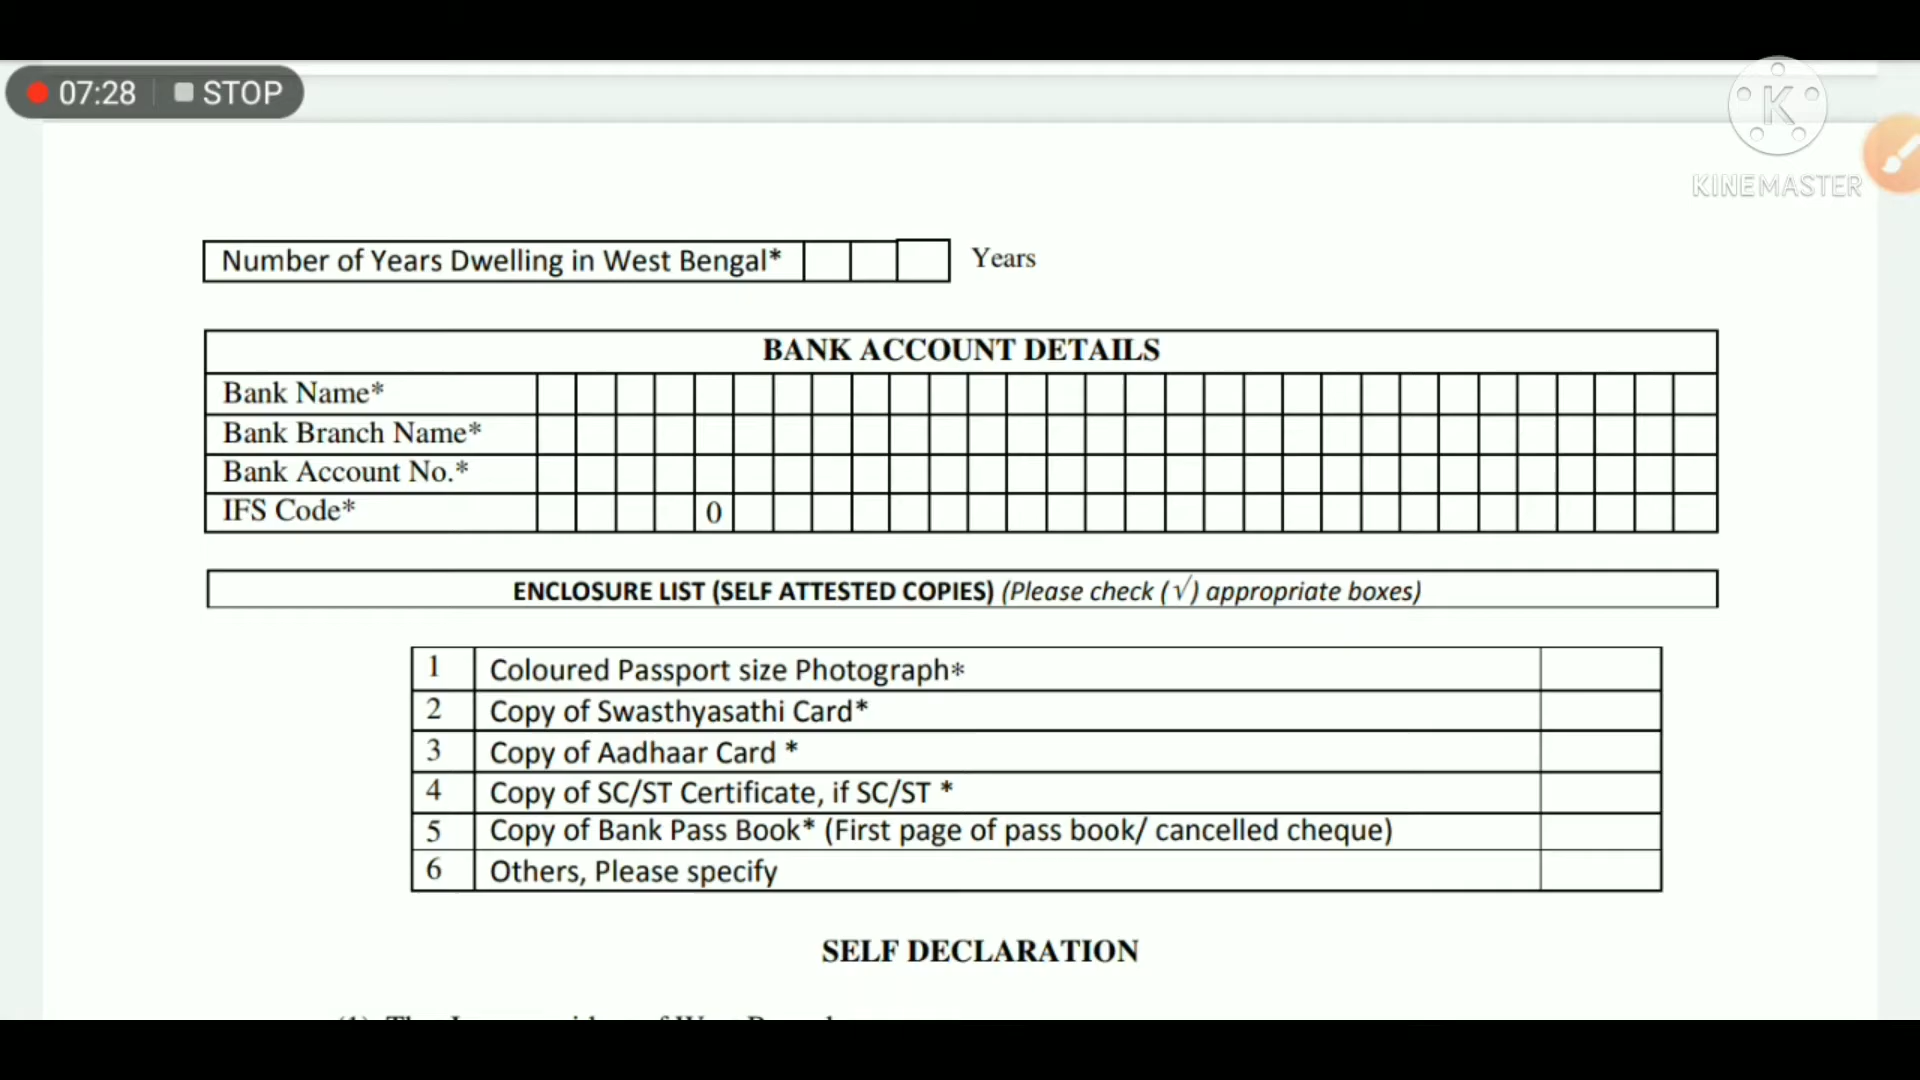 07:28 STOP
K
KINEMASTER
Number of Years Dwelling in West Bengal* Years
BANK ACCOUNT DETAILS
Bank Name*
Bank Branch Name*
Bank Account No.*
IFS Code* 0
ENCLOSURE LIST (SELF ATTESTED COPIES) (Please check (√) appropriate boxes)
1 Coloured Passport size Photograph*
2 Copy of Swasthyasathi Card*
3 Copy of Aadhaar Card *
4 Copy of SC/ST Certificate, if SC/ST *
5 Copy of Bank Pass Book* (First page of pass book/ cancelled cheque)
6 Others, Please specify
SELF DECLARATION